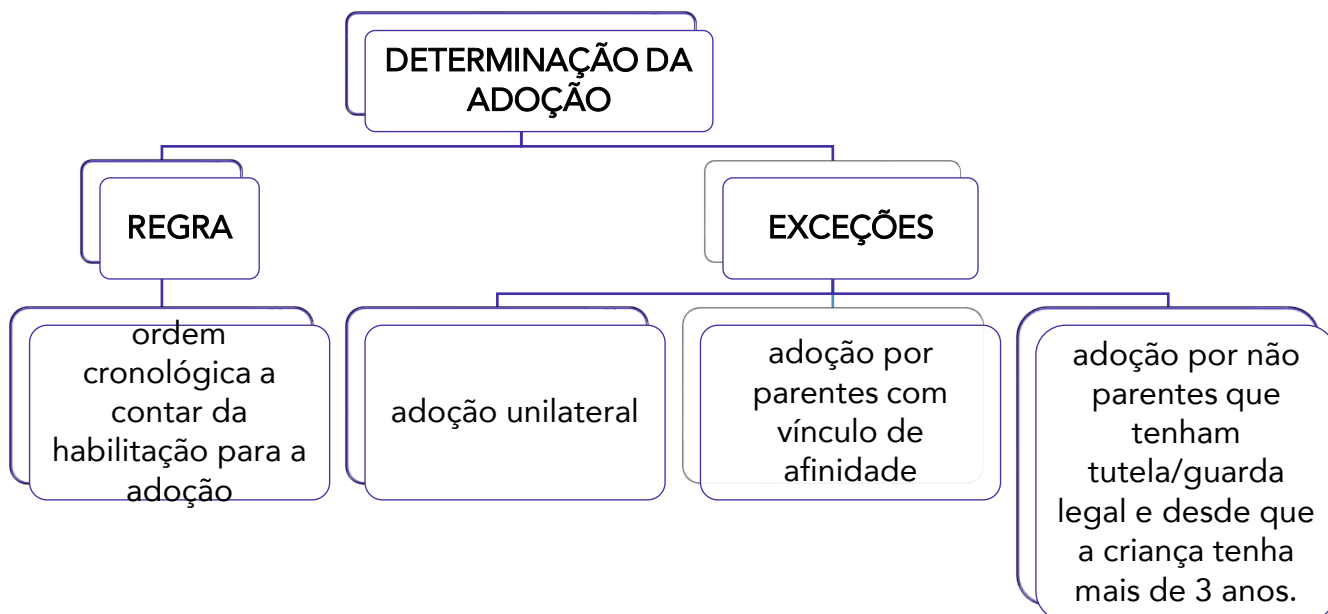 DETERMINAÇÃO DA
ADOÇÃO
REGRA
EXCEÇÕES
ordem
cronológica a
contar da
habilitação para a
adoção
adoção unilateral
adoção por
parentes com
vínculo de
afinidade
adoção por não
parentes que
tenham
tutela/guarda
legal e desde que
a criança tenha
mais de 3 anos.